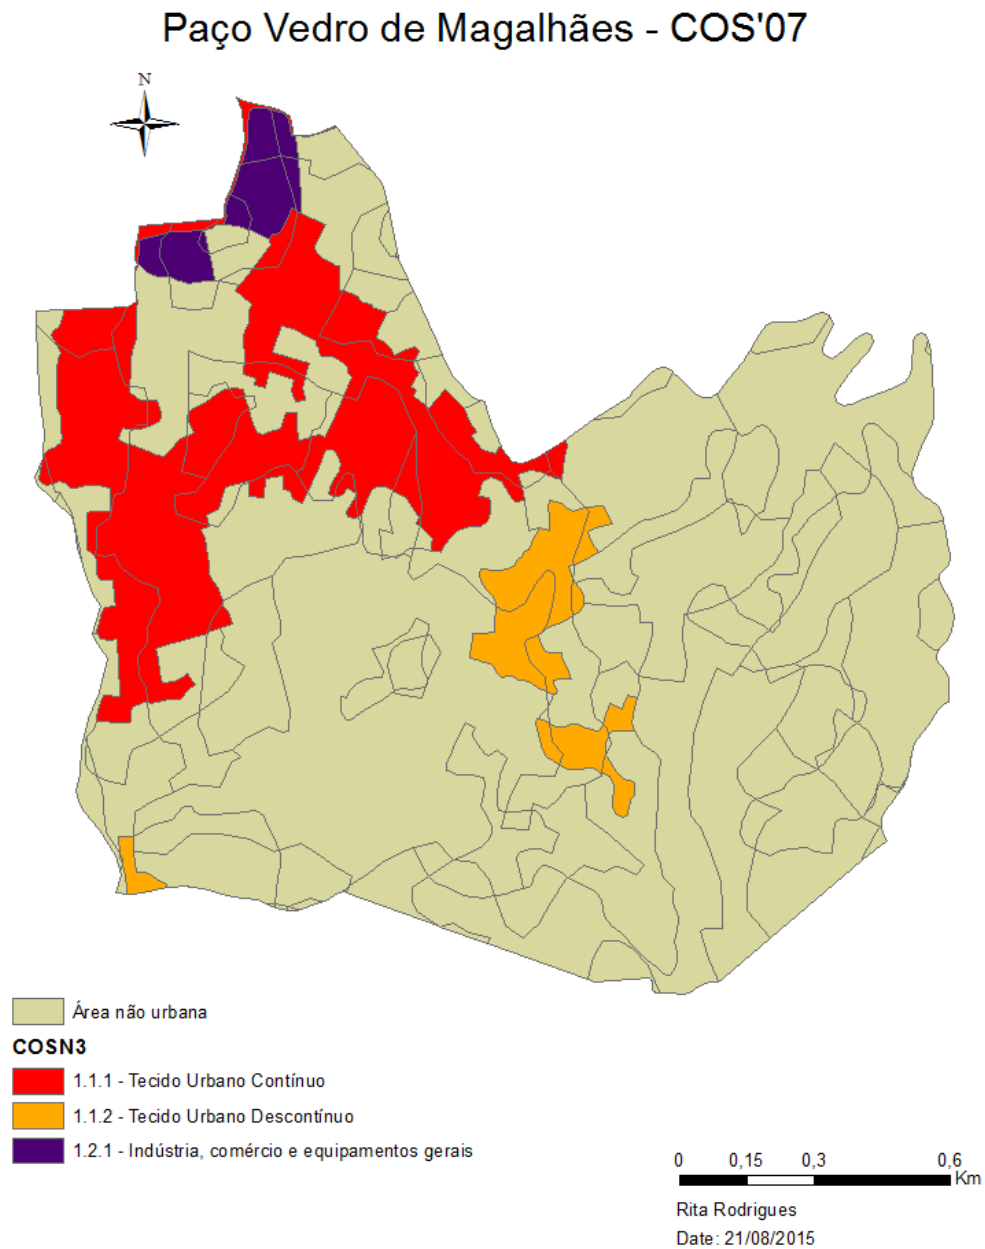 Paço Vedro de Magalhães - COS'07
N
Área não urbana
COSN3
1.1.1 - Tecido Urbano Contínuo
1.1.2 - Tecido Urbano Descontínuo
1.2.1 - Indústria, comércio e equipamentos gerais
0 0,15 0,3 0,6
Km
Rita Rodrigues
Date: 21/08/2015